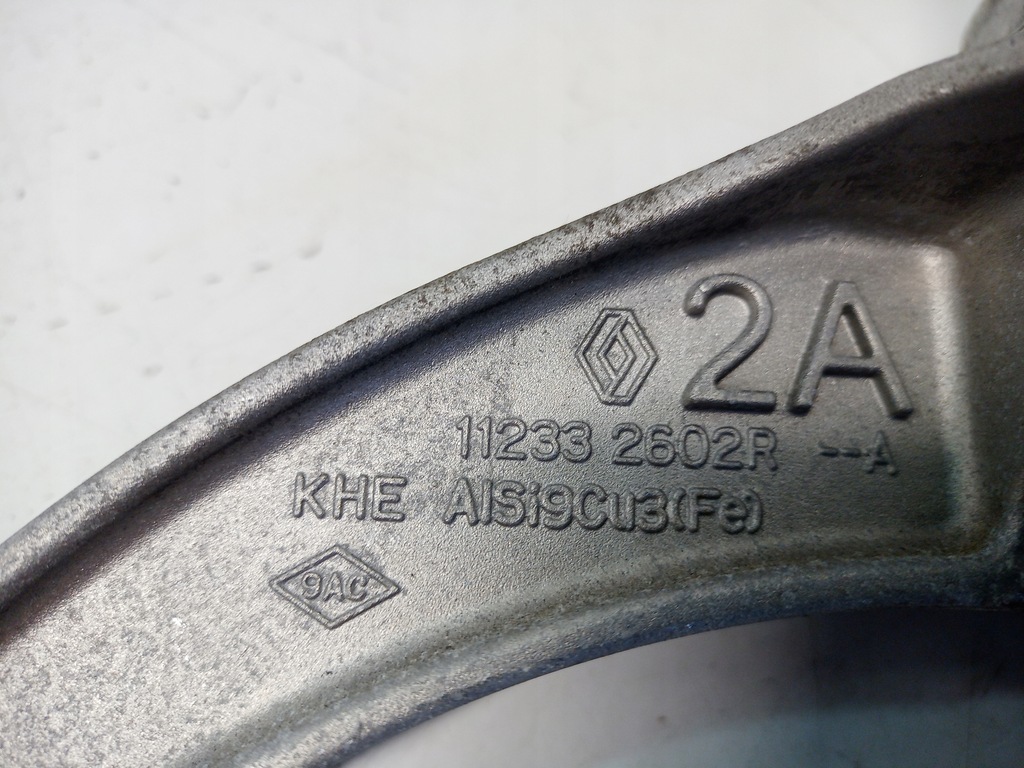 2A
11233 2602R --A
KHE AlSi9Cu3(Fe)
9AC